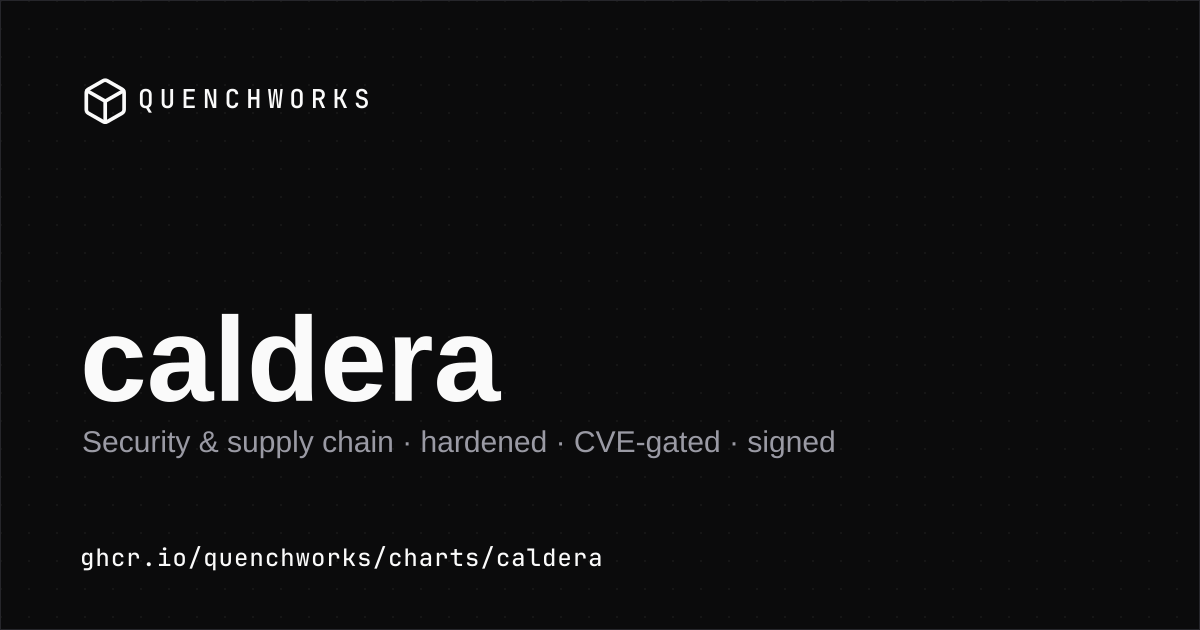 QUENCHWORKS
caldera
Security & supply chain · hardened · CVE-gated · signed
ghcr.io/quenchworks/charts/caldera